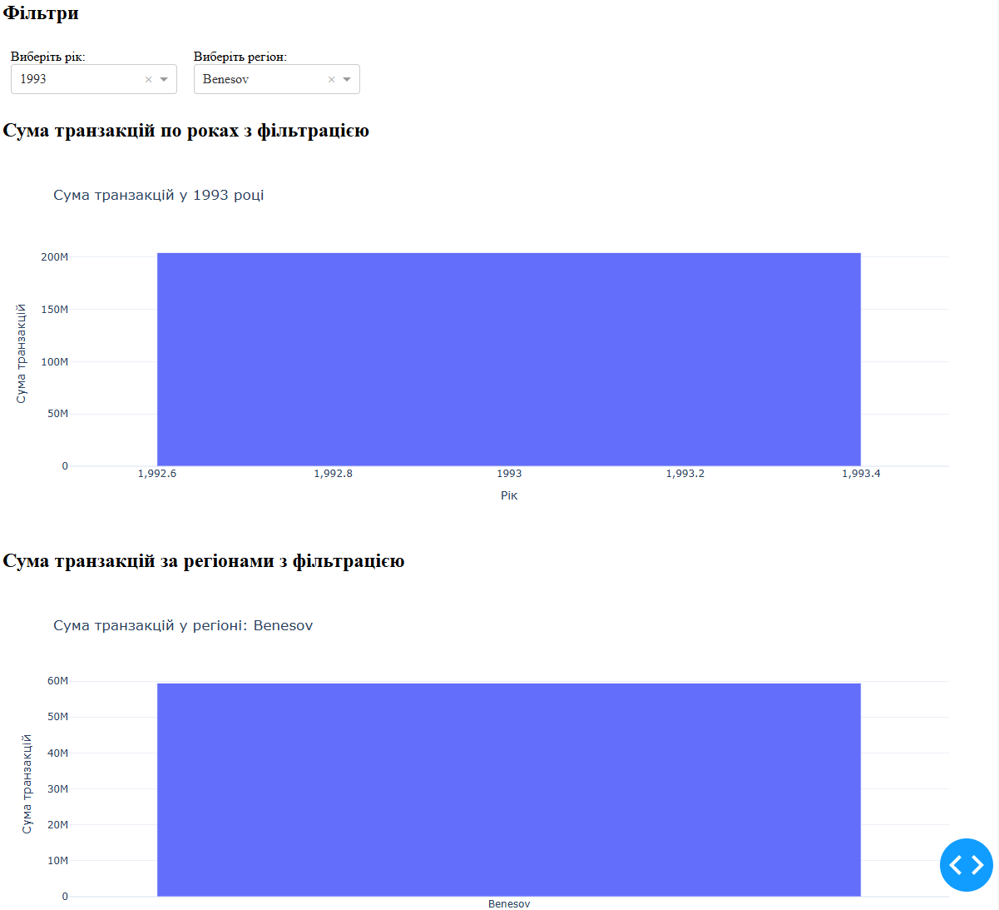 Фільтри
Виберіть рік:
Виберіть регіон:
1993
Benesov
Сума транзакцій по роках з фільтрацією
Сума транзакцій у 1993 році
200M
150M
100M
50M
0
Сума транзакцій
1,992.6
1,992.8
1993
1,993.2
1,993.4
Рік
Сума транзакцій за регіонами з фільтрацією
Сума транзакцій у регіоні: Benesov
60M
50M
40M
30M
20M
10M
0
Сума транзакцій
Benesov